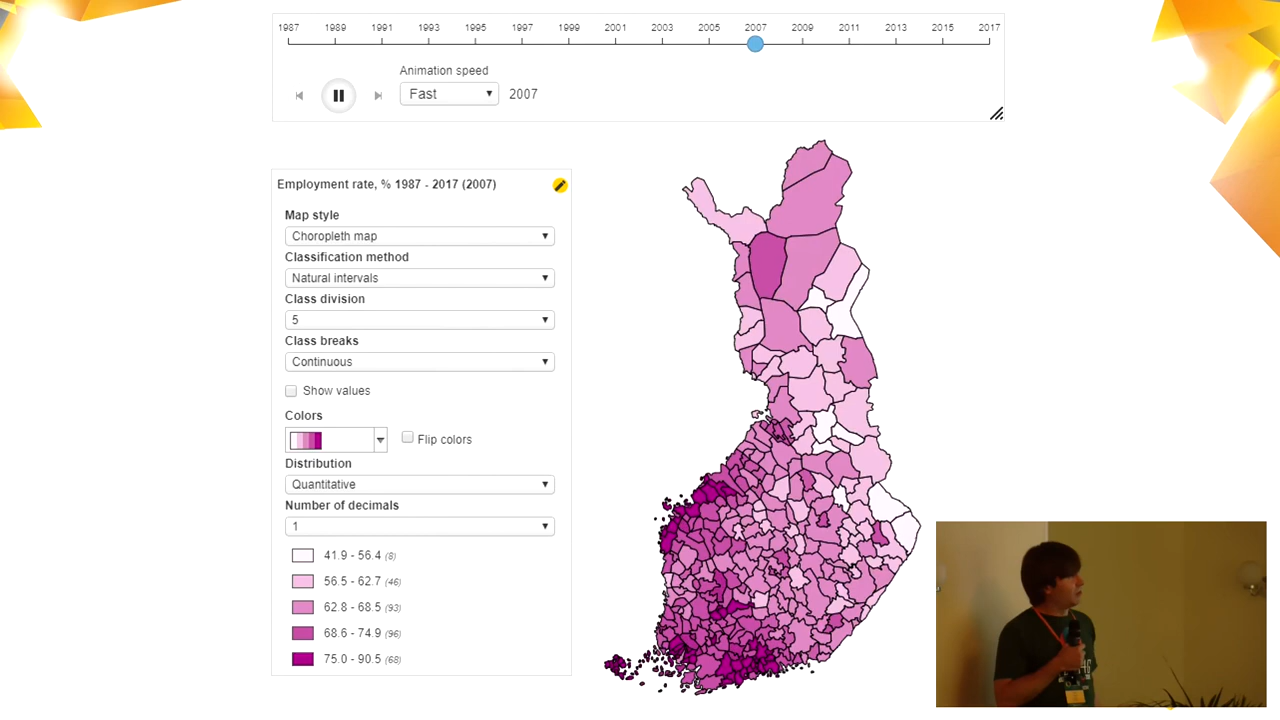 1987 1989 1991 1993 1995 1997 1999 2001 2003 2005 2007 2009 2011 2013 2015 2017
Animation speed
Fast 2007
Employment rate, % 1987 - 2017 (2007)
Map style
Choropleth map
Classification method
Natural intervals
Class division
5
Class breaks
Continuous
Show values
Colors
Flip colors
Distribution
Quantitative
Number of decimals
1
41.9 - 56.4 (8)
56.5 - 62.7 (46)
62.8 - 68.5 (93)
68.6 - 74.9 (96)
75.0 - 90.5 (68)